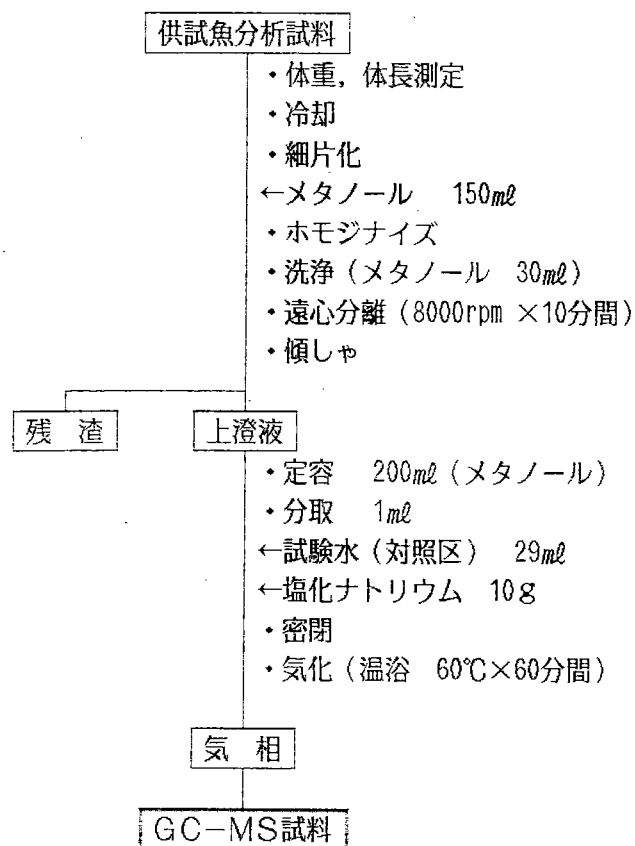 供試魚分析試料
・体重，体長測定
・冷却
・細片化
←メタノール　150㎖
・ホモジナイズ
・洗浄（メタノール　30㎖）
・遠心分離（8000rpm ×10分間）
・傾しゃ
残　渣　　上澄液
・定容　200㎖（メタノール）
・分取　1㎖
←試験水（対照区）　29㎖
←塩化ナトリウム　10g
・密閉
・気化（温浴　60℃×60分間）
気　相
GC－MS試料